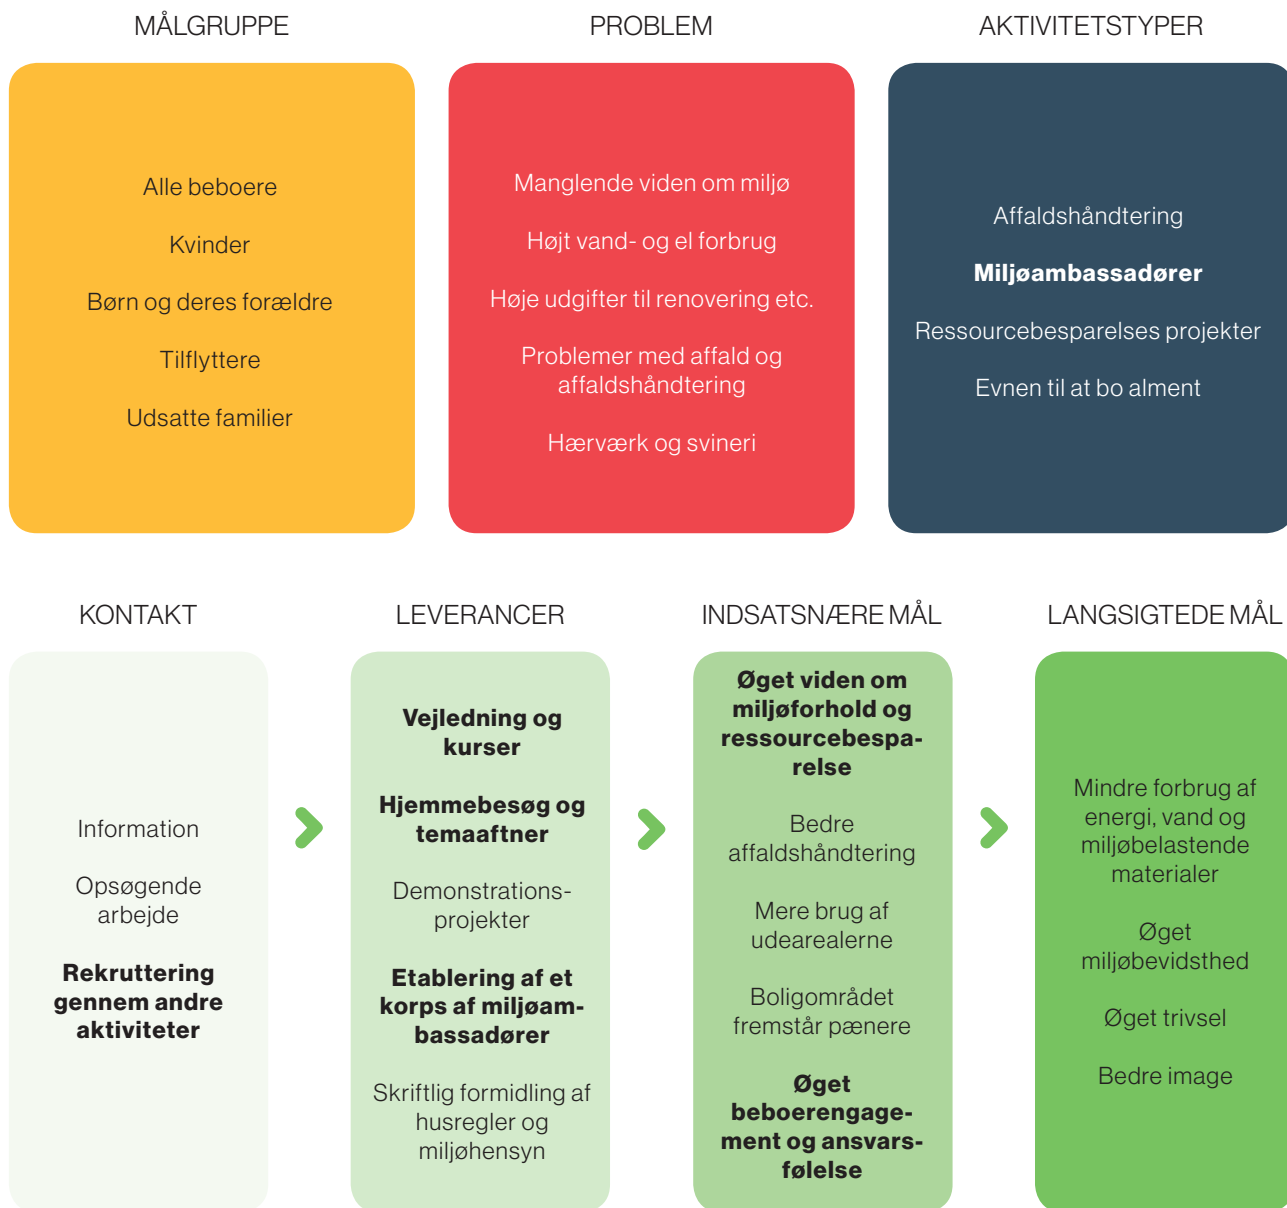 MÅLGRUPPE
Alle beboere
Kvinder
Børn og deres forældre
Tilflyttere
Udsatte familier
PROBLEM
Manglende viden om miljø
Højt vand- og el forbrug
Høje udgifter til renovering etc.
Problemer med affald og
affaldshåndtering
Hærværk og svineri
AKTIVITETSTYPER
Affaldshåndtering
Miljøambassadører
Ressourcebesparelses projekter
Evnen til at bo alment
KONTAKT
Information
Opsøgende
arbejde
Rekruttering
gennem andre
aktiviteter
LEVERANCER
Vejledning og
kurser
Hjemmebesøg og
temaaftner
Demonstrations-
projekter
Etablering af et
korps af miljøam-
bassadører
Skriftlig formidling af
husregler og
miljøhensyn
INDSATSNÆRE MÅL
Øget viden om
miljøforhold og
ressourcebespa-
relse
Bedre
affaldshåndtering
Mere brug af
udearealerne
Boligområdet
fremstår pænere
Øget
beboerengage-
ment og ansvars-
følelse
LANGSIGTEDE MÅL
Mindre forbrug af
energi, vand og
miljøbelastende
materialer
Øget
miljøbevidsthed
Øget trivsel
Bedre image